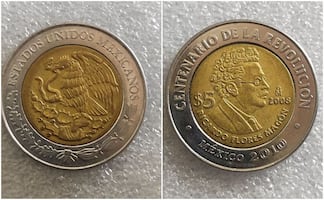 ESTADOS UNIDOS MEXICANOS
CENTENARIO DE LA REVOLUCIÓN
$5
2008
RICARDO FLORES MAGÓN
MÉXICO 2010